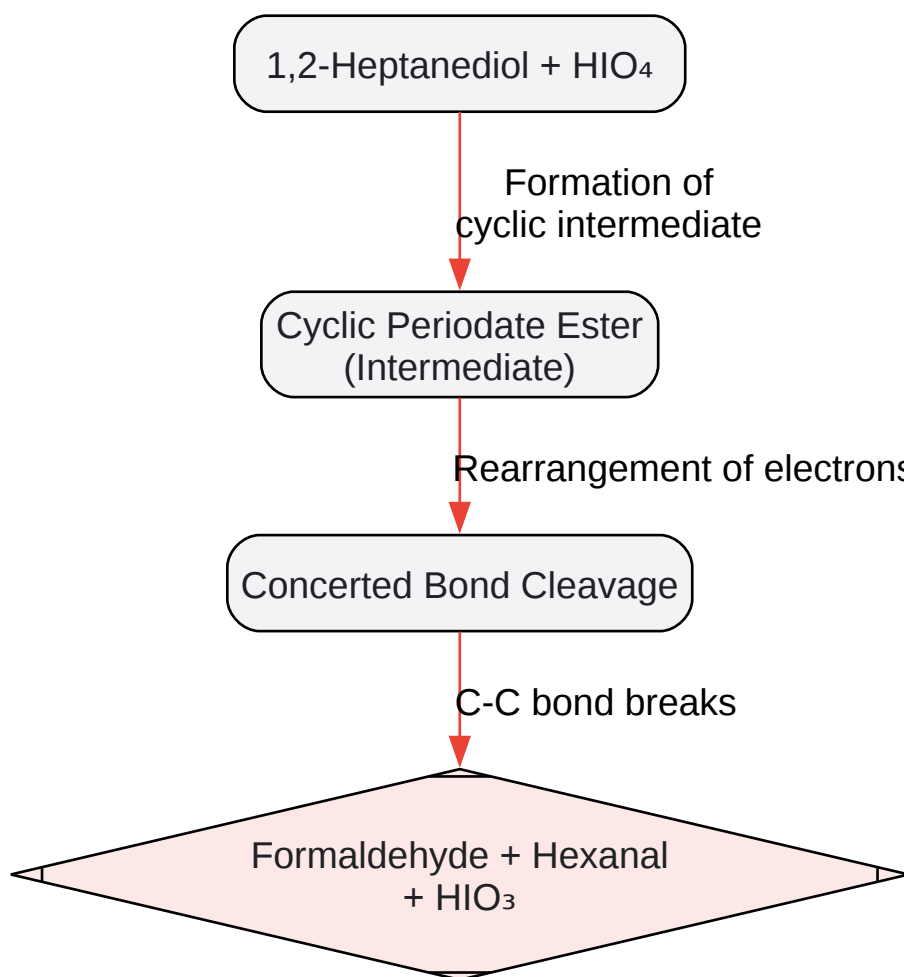 1,2-Heptanediol + HIO₄
Formation of
cyclic intermediate
Cyclic Periodate Ester
(Intermediate)
Rearrangement of electrons
Concerted Bond Cleavage
C-C bond breaks
Formaldehyde + Hexanal
+ HIO₃